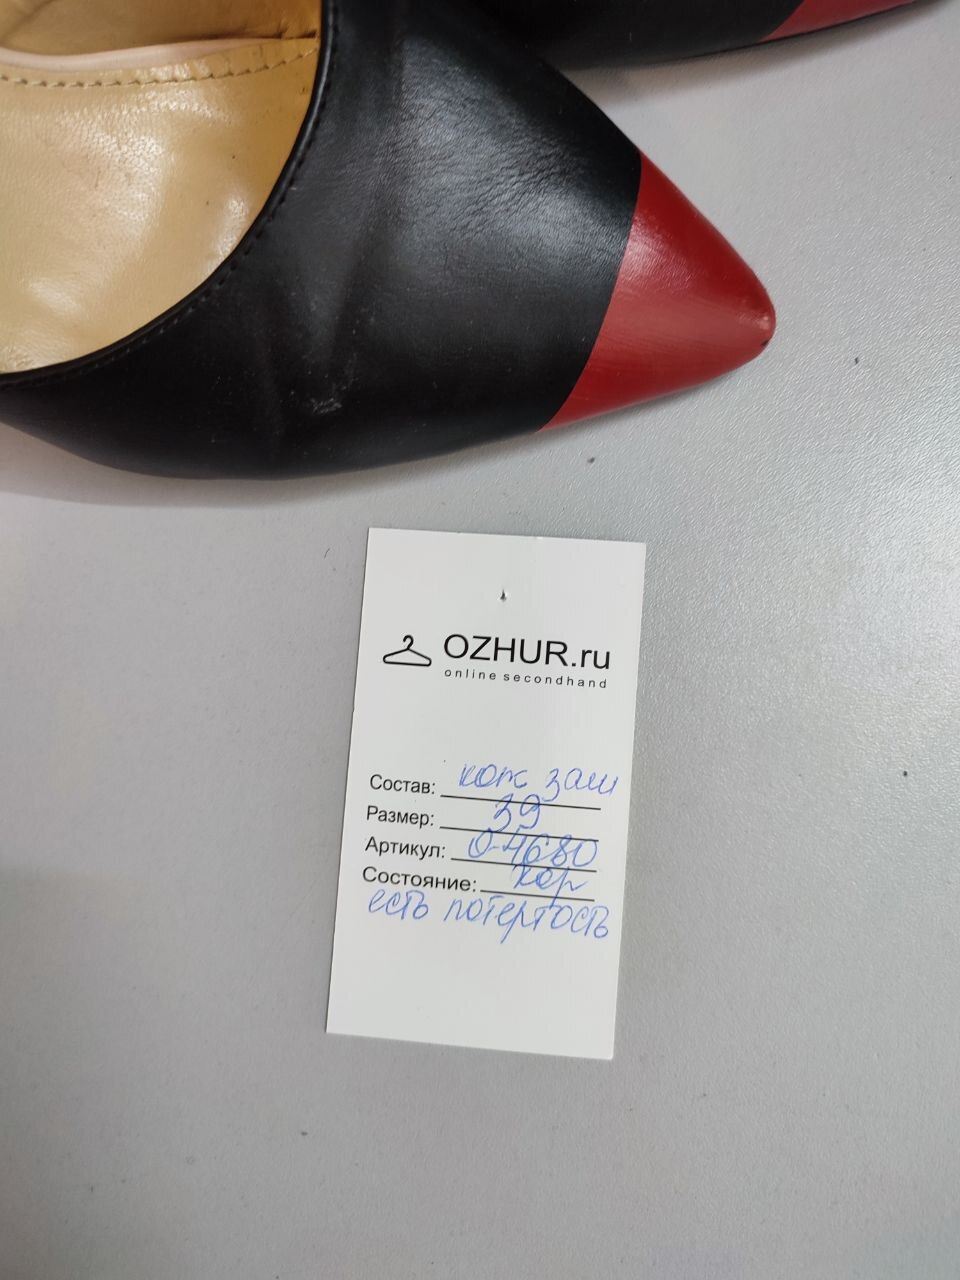 OZHUR.ru
online secondhand
Состав: кож зам
Размер: 39
Артикул: 0-4680
Состояние: хор
есть потертость